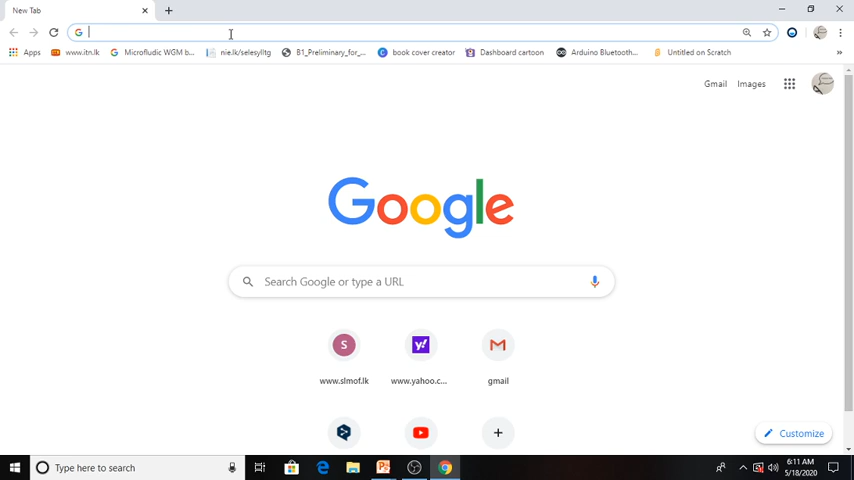 New Tab
Apps www.itn.lk Microfludic WGM b... nie.lk/selesylltg B1_Preliminary_for_... book cover creator Dashboard cartoon Arduino Bluetooth... Untitled on Scratch »
Gmail Images
Google
Search Google or type a URL
S
www.slmof.lk www.yahoo.c... gmail
Customize
Type here to search
6:11 AM
5/18/2020